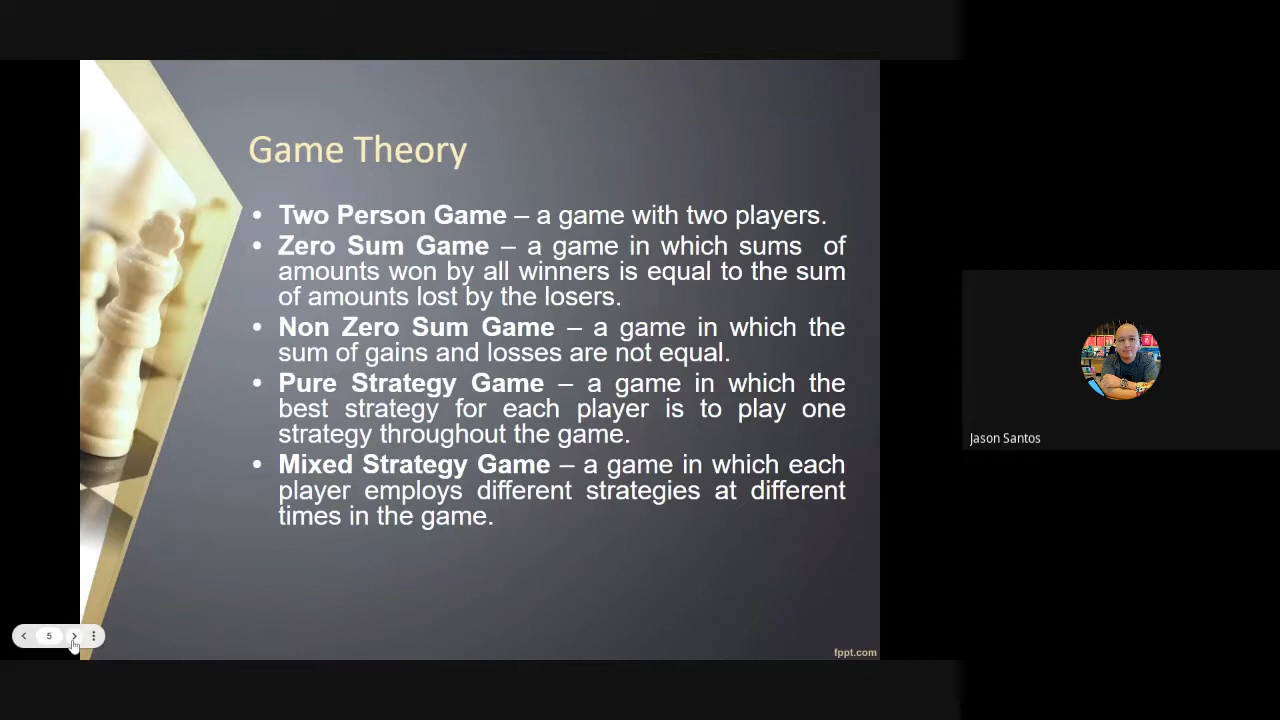 Game Theory
• Two Person Game – a game with two players.
• Zero Sum Game – a game in which sums of
amounts won by all winners is equal to the sum
of amounts lost by the losers.
• Non Zero Sum Game – a game in which the
sum of gains and losses are not equal.
• Pure Strategy Game – a game in which the
best strategy for each player is to play one
strategy throughout the game.
• Mixed Strategy Game – a game in which each
player employs different strategies at different
times in the game.
Jason Santos
5
fppt.com